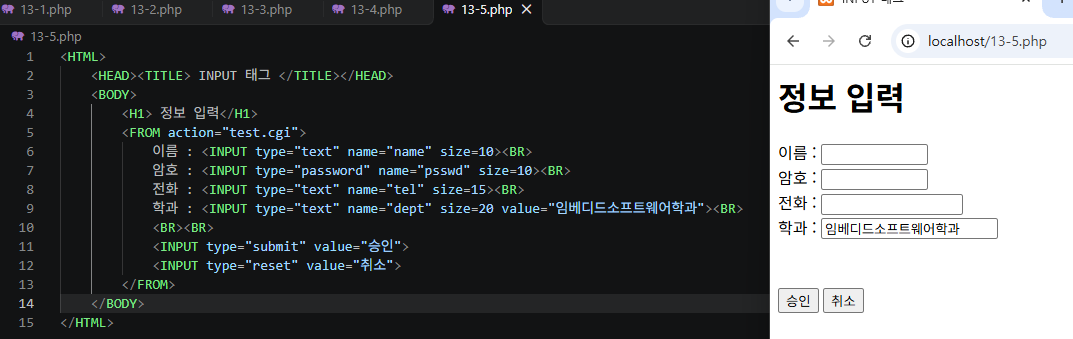 13-1.php 13-2.php 13-3.php 13-4.php 13-5.php
13-5.php
1 <HTML>
2 <HEAD><TITLE> INPUT 태그 </TITLE></HEAD>
3 <BODY>
4 <H1> 정보 입력</H1>
5 <FROM action="test.cgi">
6 이름 : <INPUT type="text" name="name" size=10><BR>
7 암호 : <INPUT type="password" name="psswd" size=10><BR>
8 전화 : <INPUT type="text" name="tel" size=15><BR>
9 학과 : <INPUT type="text" name="dept" size=20 value="임베디드소프트웨어학과"><BR>
10 <BR><BR>
11 <INPUT type="submit" value="승인">
12 <INPUT type="reset" value="취소">
13 </FROM>
14 </BODY>
15 </HTML>
INPUT 태그
localhost/13-5.php
정보 입력
이름 :
암호 :
전화 :
학과 : 임베디드소프트웨어학과
승인 취소